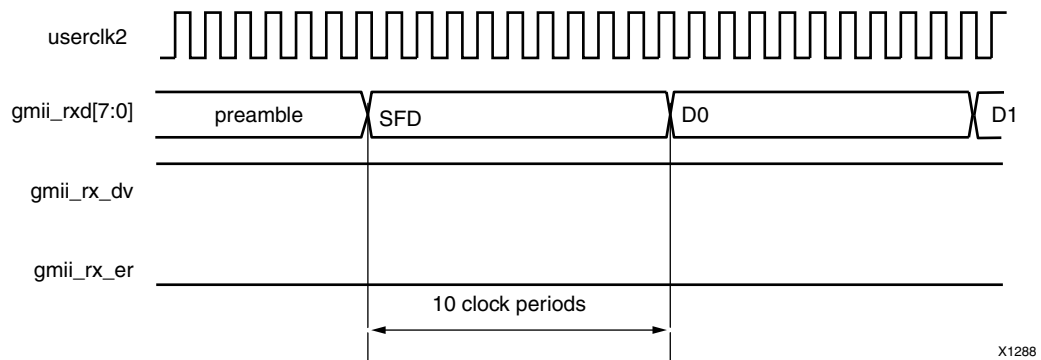 userclk2
gmii_rxd[7:0]
preamble
SFD
D0
D1
gmii_rx_dv
gmii_rx_er
10 clock periods
X1288